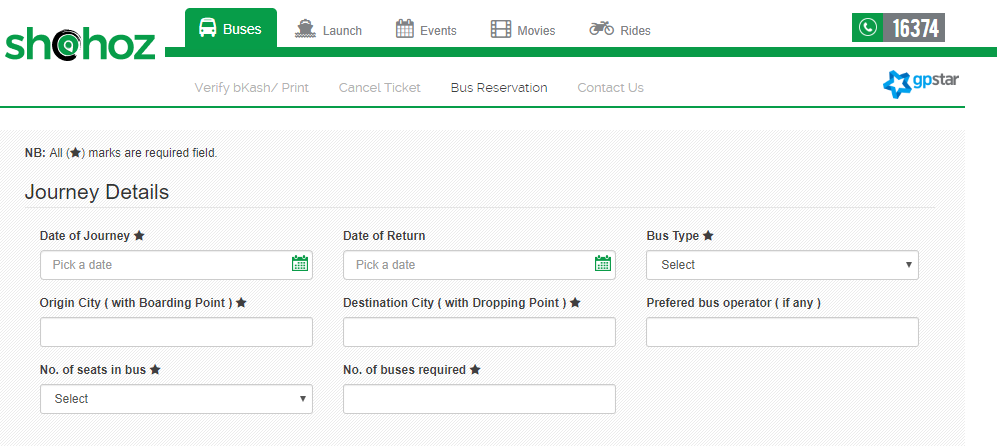 shohoz
Buses
Launch
Events
Movies
Rides
16374
Verify bKash/ Print
Cancel Ticket
Bus Reservation
Contact Us
gpstar
NB: All (★) marks are required field.
Journey Details
Date of Journey ★
Date of Return
Bus Type ★
Pick a date
Pick a date
Select
Origin City ( with Boarding Point ) ★
Destination City ( with Dropping Point ) ★
Prefered bus operator ( if any )
No. of seats in bus ★
No. of buses required ★
Select